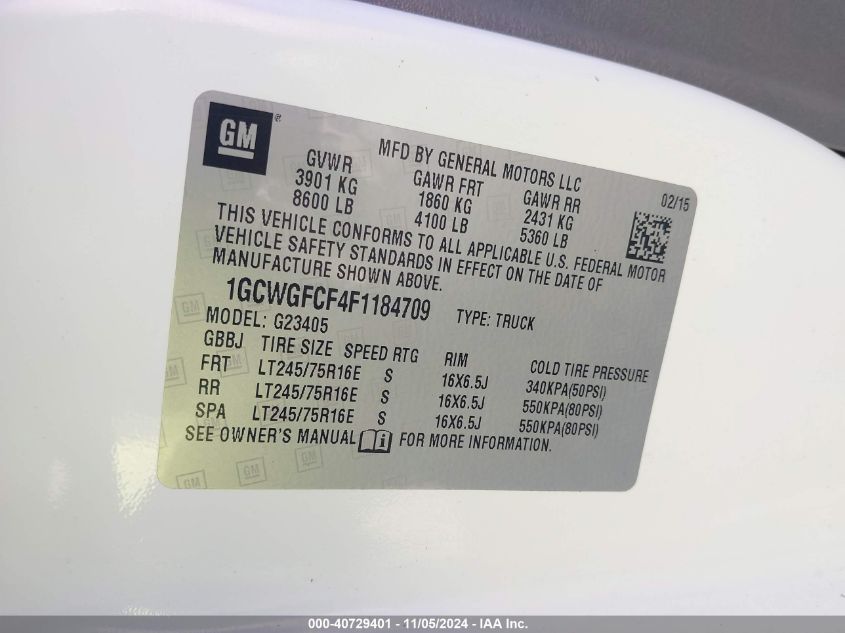 GM ®
MFD BY GENERAL MOTORS LLC
02/15
GVWR GAWR FRT GAWR RR
3901 KG 1860 KG 2431 KG
8600 LB 4100 LB 5360 LB
THIS VEHICLE CONFORMS TO ALL APPLICABLE U.S. FEDERAL MOTOR
VEHICLE SAFETY STANDARDS IN EFFECT ON THE DATE OF
MANUFACTURE SHOWN ABOVE.
1GCWGFCF4F1184709 TYPE: TRUCK
MODEL: G23405
GBBJ TIRE SIZE SPEED RTG RIM COLD TIRE PRESSURE
FRT LT245/75R16E S 16X6.5J 340KPA(50PSI)
RR LT245/75R16E S 16X6.5J 550KPA(80PSI)
SPA LT245/75R16E S 16X6.5J 550KPA(80PSI)
SEE OWNER'S MANUAL i FOR MORE INFORMATION.
000-40729401 - 11/05/2024 - IAA Inc.